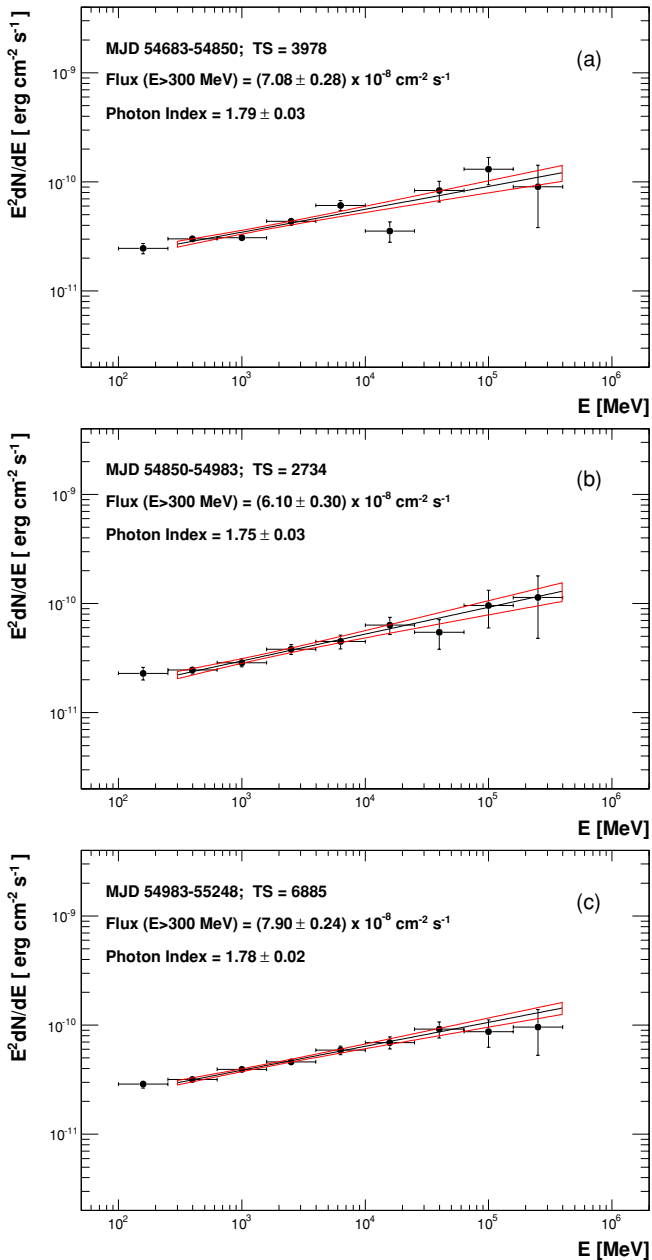 MJD 54683-54850; TS = 3978
(a)
Flux (E>300 MeV) = (7.08 ± 0.28) x 10⁻⁸ cm⁻² s⁻¹
Photon Index = 1.79 ± 0.03
E²dN/dE [ erg cm⁻² s⁻¹ ]
10⁻⁹
10⁻¹⁰
10⁻¹¹
10² 10³ 10⁴ 10⁵ 10⁶
E [MeV]
MJD 54850-54983; TS = 2734
(b)
Flux (E>300 MeV) = (6.10 ± 0.30) x 10⁻⁸ cm⁻² s⁻¹
Photon Index = 1.75 ± 0.03
E²dN/dE [ erg cm⁻² s⁻¹ ]
10⁻⁹
10⁻¹⁰
10⁻¹¹
10² 10³ 10⁴ 10⁵ 10⁶
E [MeV]
MJD 54983-55248; TS = 6885
(c)
Flux (E>300 MeV) = (7.90 ± 0.24) x 10⁻⁸ cm⁻² s⁻¹
Photon Index = 1.78 ± 0.02
E²dN/dE [ erg cm⁻² s⁻¹ ]
10⁻⁹
10⁻¹⁰
10⁻¹¹
10² 10³ 10⁴ 10⁵ 10⁶
E [MeV]